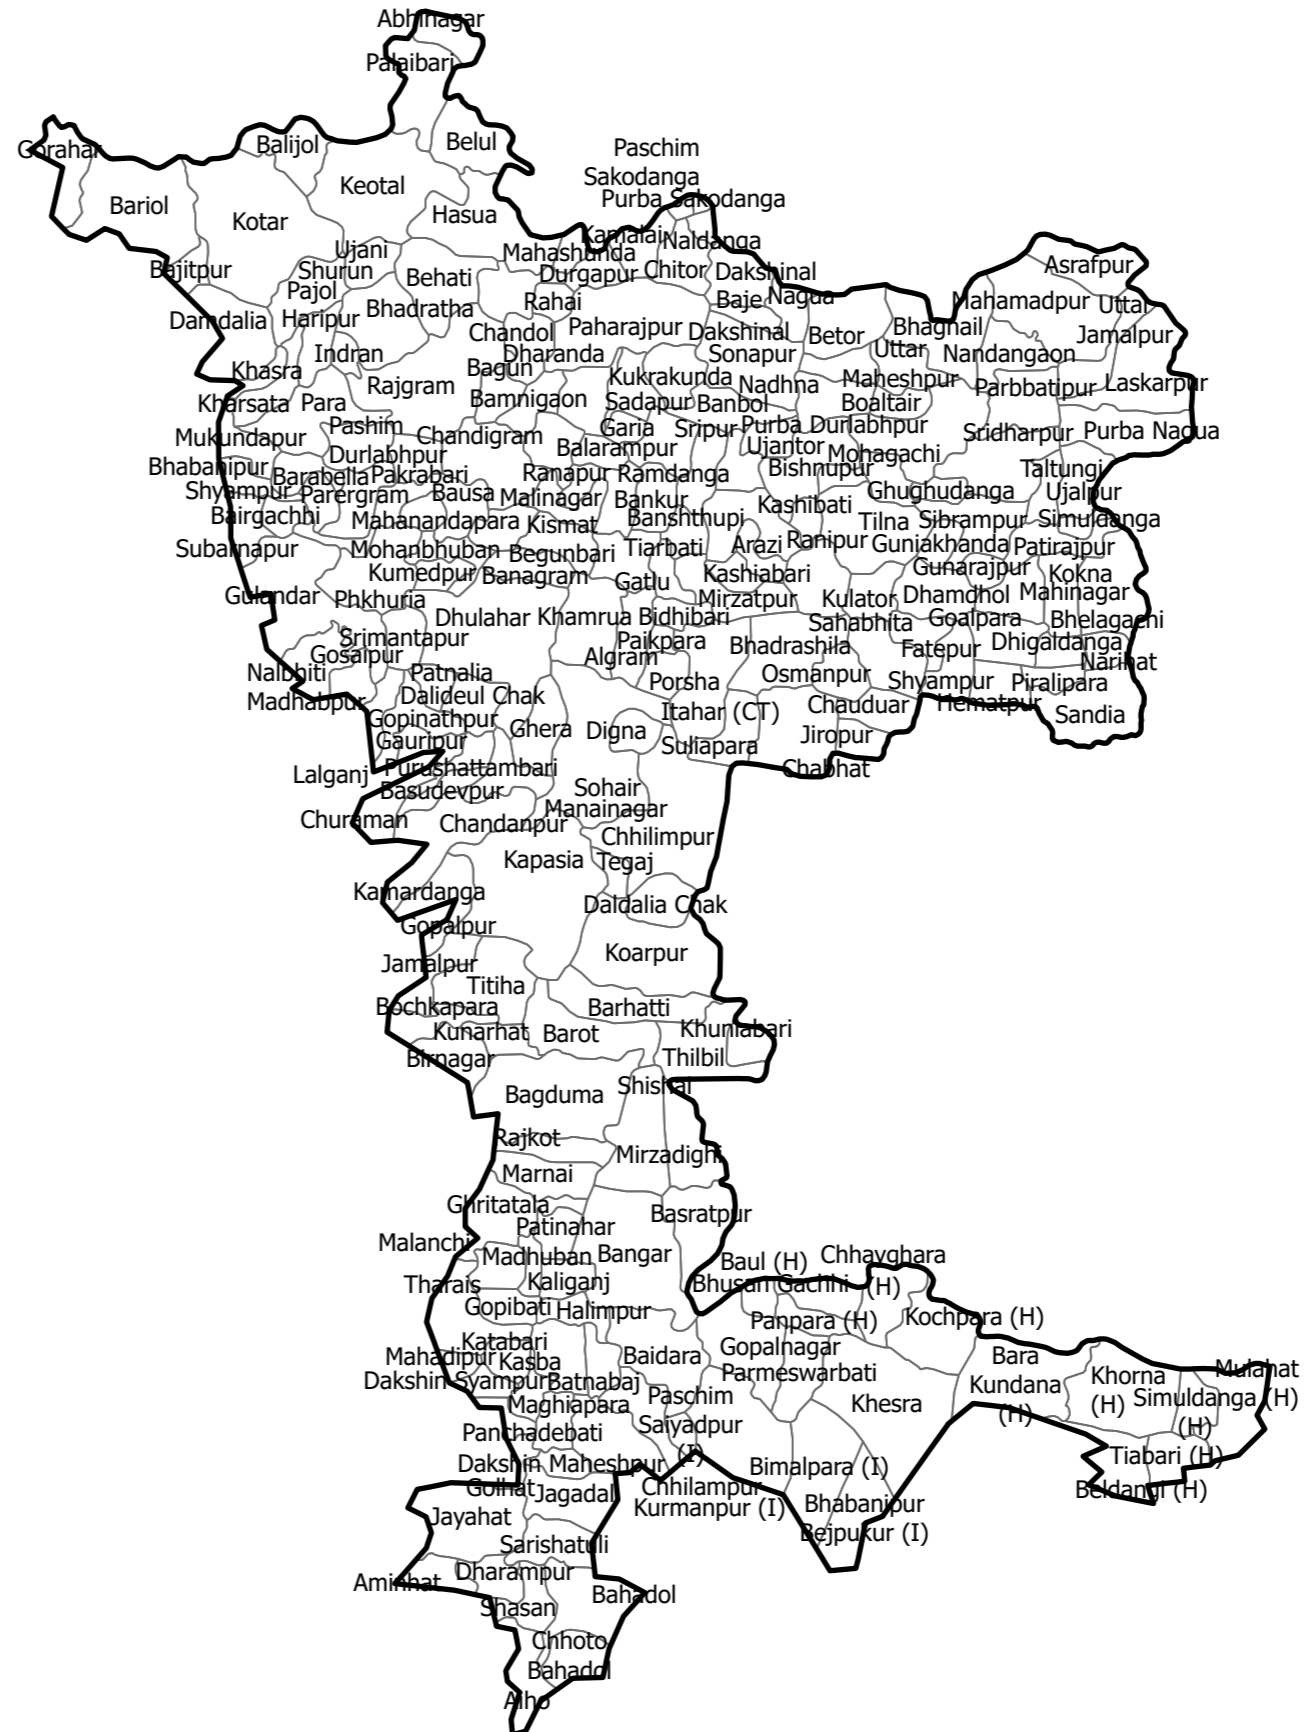 Abhinagar
Palaibari
Gorahar
Balijol
Belul
Paschim
Sakodanga
Bariol
Keotal
Purba Sakodanga
Kotar
Hasua
Kamalai
Naldanga
Ujani
Mahashunda
Asrafpur
Bajitpur
Shurun
Behati
Durgapur
Chitor
Dakshinal
Pajol
Rahai
Baje
Nagua
Mahamadpur
Uttar
Damdalia
Haripur
Bhadratha
Chandol
Paharajpur
Dakshinal
Betor
Bhagnail
Jamalpur
Indran
Dharanda
Sonapur
Uttar
Nandangaon
Khasra
Rajgram
Bagun
Kukrakunda
Nadhna
Maheshpur
Parbbatipur
Laskarpur
Kharsata
Para
Bamnigaon
Sadapur
Banbol
Boaltair
Mukundapur
Pashim
Chandigram
Garia
Sripur
Purba Durlabhpur
Sridharpur
Purba Nagua
Durlabhpur
Balarampur
Ujantor
Mohagachi
Bhabanipur
Barabella
Pakrabari
Ranapur
Ramdanga
Bishnupur
Taltungi
Shyampur
Parergram
Bausa
Malinagar
Bankur
Kashibati
Ghughudanga
Ujalpur
Bairgachhi
Mahanandapara
Kismat
Banshthupi
Tilna
Sibrampur
Simuldanga
Subarnapur
Mohanbhuban
Begunbari
Tiarbati
Arazi
Ranipur
Guniakhanda
Patirajpur
Kumedpur
Banagram
Gatlu
Kashiabari
Gunarajpur
Kokna
Gulandar
Phkhuria
Mirzatpur
Kulator
Dhamdhol
Mahinagar
Dhulahar
Khamrua
Bidhibari
Sahabhita
Goalpara
Bhelagachi
Srimantapur
Paikpara
Bhadrashila
Fatepur
Dhigaldanga
Gosaipur
Algram
Narihat
Nalbhiti
Patnalia
Porsha
Osmanpur
Shyampur
Piralipara
Madhabpur
Dalideul Chak
Itahar (CT)
Chauduar
Hematpur
Sandia
Gopinathpur
Ghera
Digna
Gauripur
Suliapara
Jiropur
Lalganj
Purushattambari
Chabhat
Basudevpur
Sohair
Churaman
Chandanpur
Manainagar
Chhilimpur
Kapasia
Tegaj
Kamardanga
Daldalia Chak
Gopalpur
Jamalpur
Koarpur
Titiha
Bochkapara
Barhatti
Kunarhat
Barot
Khuniabari
Birnagar
Thilbil
Bagduma
Shishai
Rajkot
Mirzadighi
Marnai
Ghritatala
Basratpur
Patinahar
Malanchi
Madhuban
Bangar
Baul (H)
Chhayghara
Tharais
Kaliganj
Bhusan Gachhi
(H)
Gopibati
Halimpur
Panpara (H)
Kochpara (H)
Katabari
Gopalnagar
Mahadipur
Kasba
Baidara
Bara
Parmeswarbati
Khorna
Mulahat
Dakshin Syampur
Batnabaj
Kundana
Simuldanga (H)
Maghiapara
Paschim
Khesra
(H)
(H)
(H)
Panchadebati
Saiyadpur
(I)
Tiabari (H)
Dakshin Maheshpur
Bimalpara (I)
Golhat
Jagadal
Chhilampur
Beldangi (H)
Jayahat
Kurmanpur (I)
Bhabanipur
Sarishatuli
Bejpukur (I)
Aminhat
Dharampur
Bahadol
Shasan
Chhoto
Bahadol
Alho